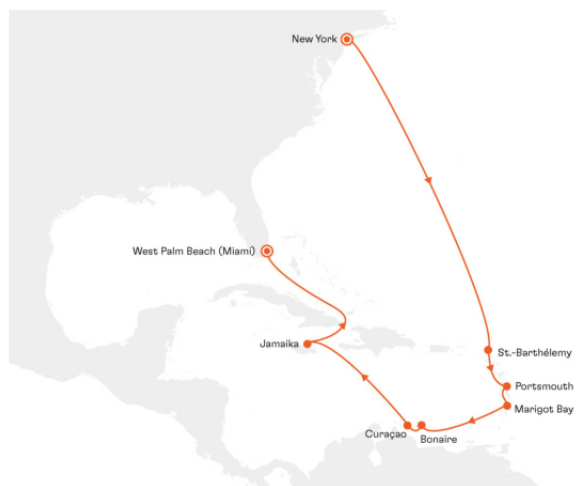 New York
West Palm Beach (Miami)
Jamaika
St.-Barthélemy
Portsmouth
Marigot Bay
Curaçao
Bonaire